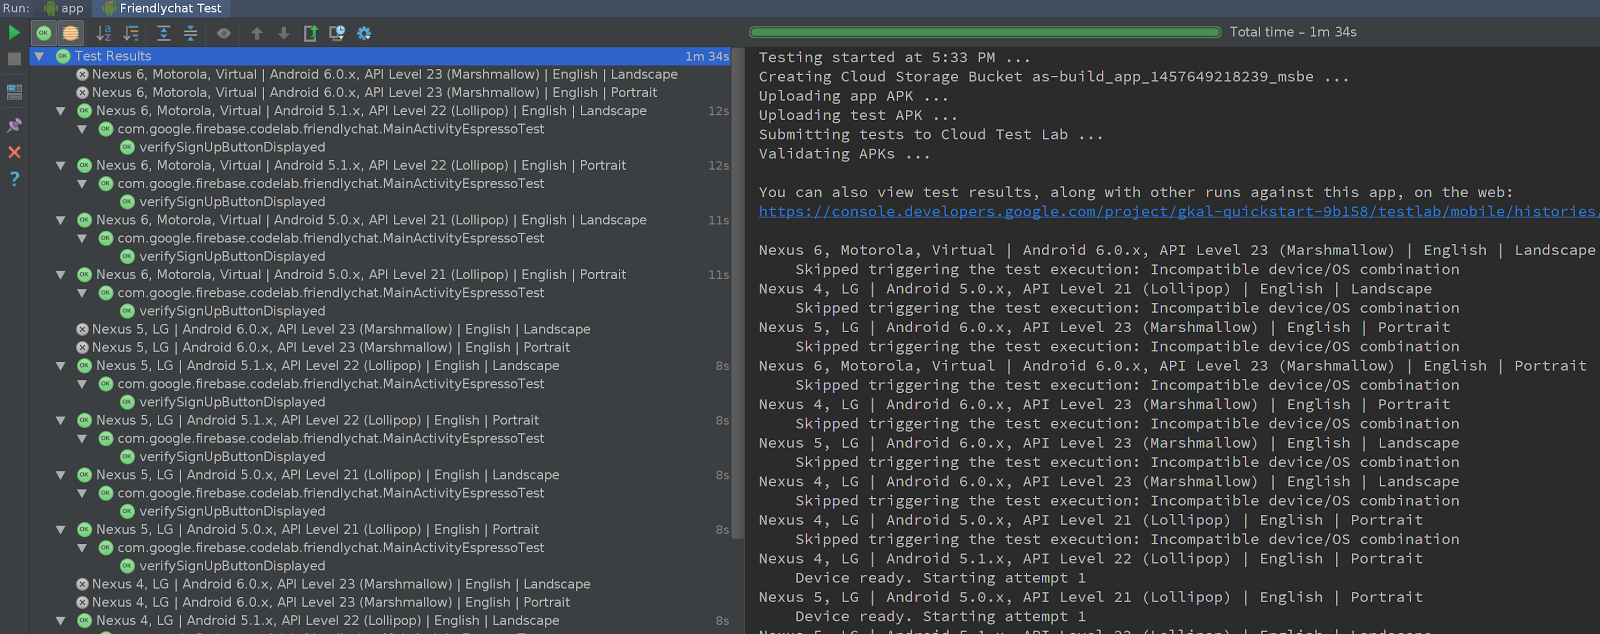 Run: app Friendlychat Test
Total time – 1m 34s
Test Results 1m 34s
Nexus 6, Motorola, Virtual | Android 6.0.x, API Level 23 (Marshmallow) | English | Landscape
Nexus 6, Motorola, Virtual | Android 6.0.x, API Level 23 (Marshmallow) | English | Portrait
OK Nexus 6, Motorola, Virtual | Android 5.1.x, API Level 22 (Lollipop) | English | Landscape 12s
OK com.google.firebase.codelab.friendlychat.MainActivityEspressoTest
OK verifySignUpButtonDisplayed
OK Nexus 6, Motorola, Virtual | Android 5.1.x, API Level 22 (Lollipop) | English | Portrait 12s
OK com.google.firebase.codelab.friendlychat.MainActivityEspressoTest
OK verifySignUpButtonDisplayed
OK Nexus 6, Motorola, Virtual | Android 5.0.x, API Level 21 (Lollipop) | English | Landscape 11s
OK com.google.firebase.codelab.friendlychat.MainActivityEspressoTest
OK verifySignUpButtonDisplayed
OK Nexus 6, Motorola, Virtual | Android 5.0.x, API Level 21 (Lollipop) | English | Portrait 11s
OK com.google.firebase.codelab.friendlychat.MainActivityEspressoTest
OK verifySignUpButtonDisplayed
Nexus 5, LG | Android 6.0.x, API Level 23 (Marshmallow) | English | Landscape
Nexus 5, LG | Android 6.0.x, API Level 23 (Marshmallow) | English | Portrait
OK Nexus 5, LG | Android 5.1.x, API Level 22 (Lollipop) | English | Landscape 8s
OK com.google.firebase.codelab.friendlychat.MainActivityEspressoTest
OK verifySignUpButtonDisplayed
OK Nexus 5, LG | Android 5.1.x, API Level 22 (Lollipop) | English | Portrait 8s
OK com.google.firebase.codelab.friendlychat.MainActivityEspressoTest
OK verifySignUpButtonDisplayed
OK Nexus 5, LG | Android 5.0.x, API Level 21 (Lollipop) | English | Landscape 8s
OK com.google.firebase.codelab.friendlychat.MainActivityEspressoTest
OK verifySignUpButtonDisplayed
OK Nexus 5, LG | Android 5.0.x, API Level 21 (Lollipop) | English | Portrait 8s
OK com.google.firebase.codelab.friendlychat.MainActivityEspressoTest
OK verifySignUpButtonDisplayed
Nexus 4, LG | Android 6.0.x, API Level 23 (Marshmallow) | English | Landscape
Nexus 4, LG | Android 6.0.x, API Level 23 (Marshmallow) | English | Portrait
OK Nexus 4, LG | Android 5.1.x, API Level 22 (Lollipop) | English | Landscape 8s
Testing started at 5:33 PM ...
Creating Cloud Storage Bucket as-build_app_1457649218239_msbe ...
Uploading app APK ...
Uploading test APK ...
Submitting tests to Cloud Test Lab ...
Validating APKs ...
You can also view test results, along with other runs against this app, on the web:
https://console.developers.google.com/project/gkal-quickstart-9b158/testlab/mobile/histories/
Nexus 6, Motorola, Virtual | Android 6.0.x, API Level 23 (Marshmallow) | English | Landscape
Skipped triggering the test execution: Incompatible device/OS combination
Nexus 4, LG | Android 5.0.x, API Level 21 (Lollipop) | English | Landscape
Skipped triggering the test execution: Incompatible device/OS combination
Nexus 5, LG | Android 6.0.x, API Level 23 (Marshmallow) | English | Portrait
Skipped triggering the test execution: Incompatible device/OS combination
Nexus 6, Motorola, Virtual | Android 6.0.x, API Level 23 (Marshmallow) | English | Portrait
Skipped triggering the test execution: Incompatible device/OS combination
Nexus 4, LG | Android 6.0.x, API Level 23 (Marshmallow) | English | Portrait
Skipped triggering the test execution: Incompatible device/OS combination
Nexus 5, LG | Android 6.0.x, API Level 23 (Marshmallow) | English | Landscape
Skipped triggering the test execution: Incompatible device/OS combination
Nexus 4, LG | Android 6.0.x, API Level 23 (Marshmallow) | English | Landscape
Skipped triggering the test execution: Incompatible device/OS combination
Nexus 4, LG | Android 5.0.x, API Level 21 (Lollipop) | English | Portrait
Skipped triggering the test execution: Incompatible device/OS combination
Nexus 4, LG | Android 5.1.x, API Level 22 (Lollipop) | English | Portrait
Device ready. Starting attempt 1
Nexus 5, LG | Android 5.0.x, API Level 21 (Lollipop) | English | Portrait
Device ready. Starting attempt 1